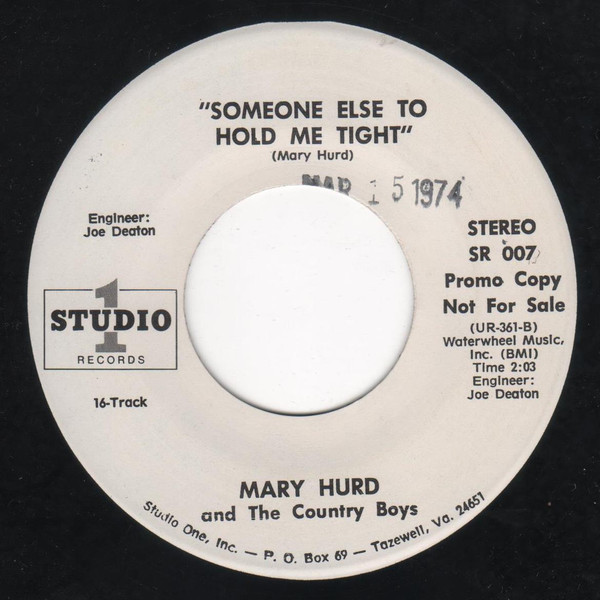 "SOMEONE ELSE TO
HOLD ME TIGHT"
(Mary Hurd)
MAR 15 1974
Engineer:
Joe Deaton
1
STUDIO
RECORDS
16-Track
STEREO
SR 007
Promo Copy
Not For Sale
(UR-361-B)
Waterwheel Music,
Inc. (BMI)
Time 2:03
Engineer:
Joe Deaton
MARY HURD
and The Country Boys
Studio One, Inc. — P. O. Box 69 — Tazewell, Va. 24651